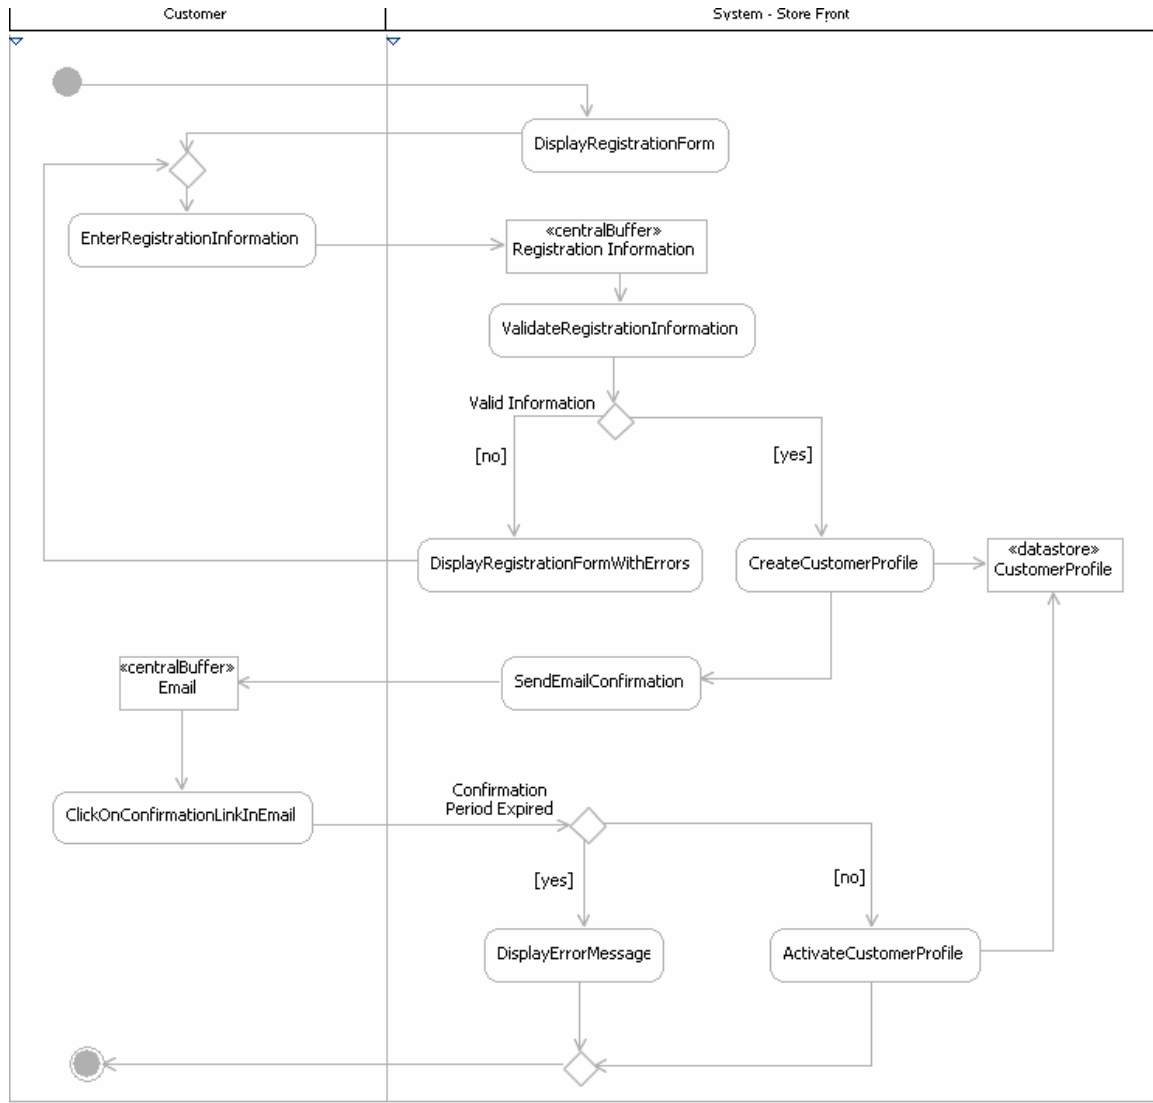 Customer
System - Store Front
DisplayRegistrationForm
EnterRegistrationInformation
«centralBuffer»
Registration Information
ValidateRegistrationInformation
Valid Information
[no]
[yes]
DisplayRegistrationFormWithErrors
CreateCustomerProfile
«datastore»
CustomerProfile
«centralBuffer»
Email
SendEmailConfirmation
ClickOnConfirmationLinkInEmail
Confirmation
Period Expired
[yes]
[no]
DisplayErrorMessage
ActivateCustomerProfile